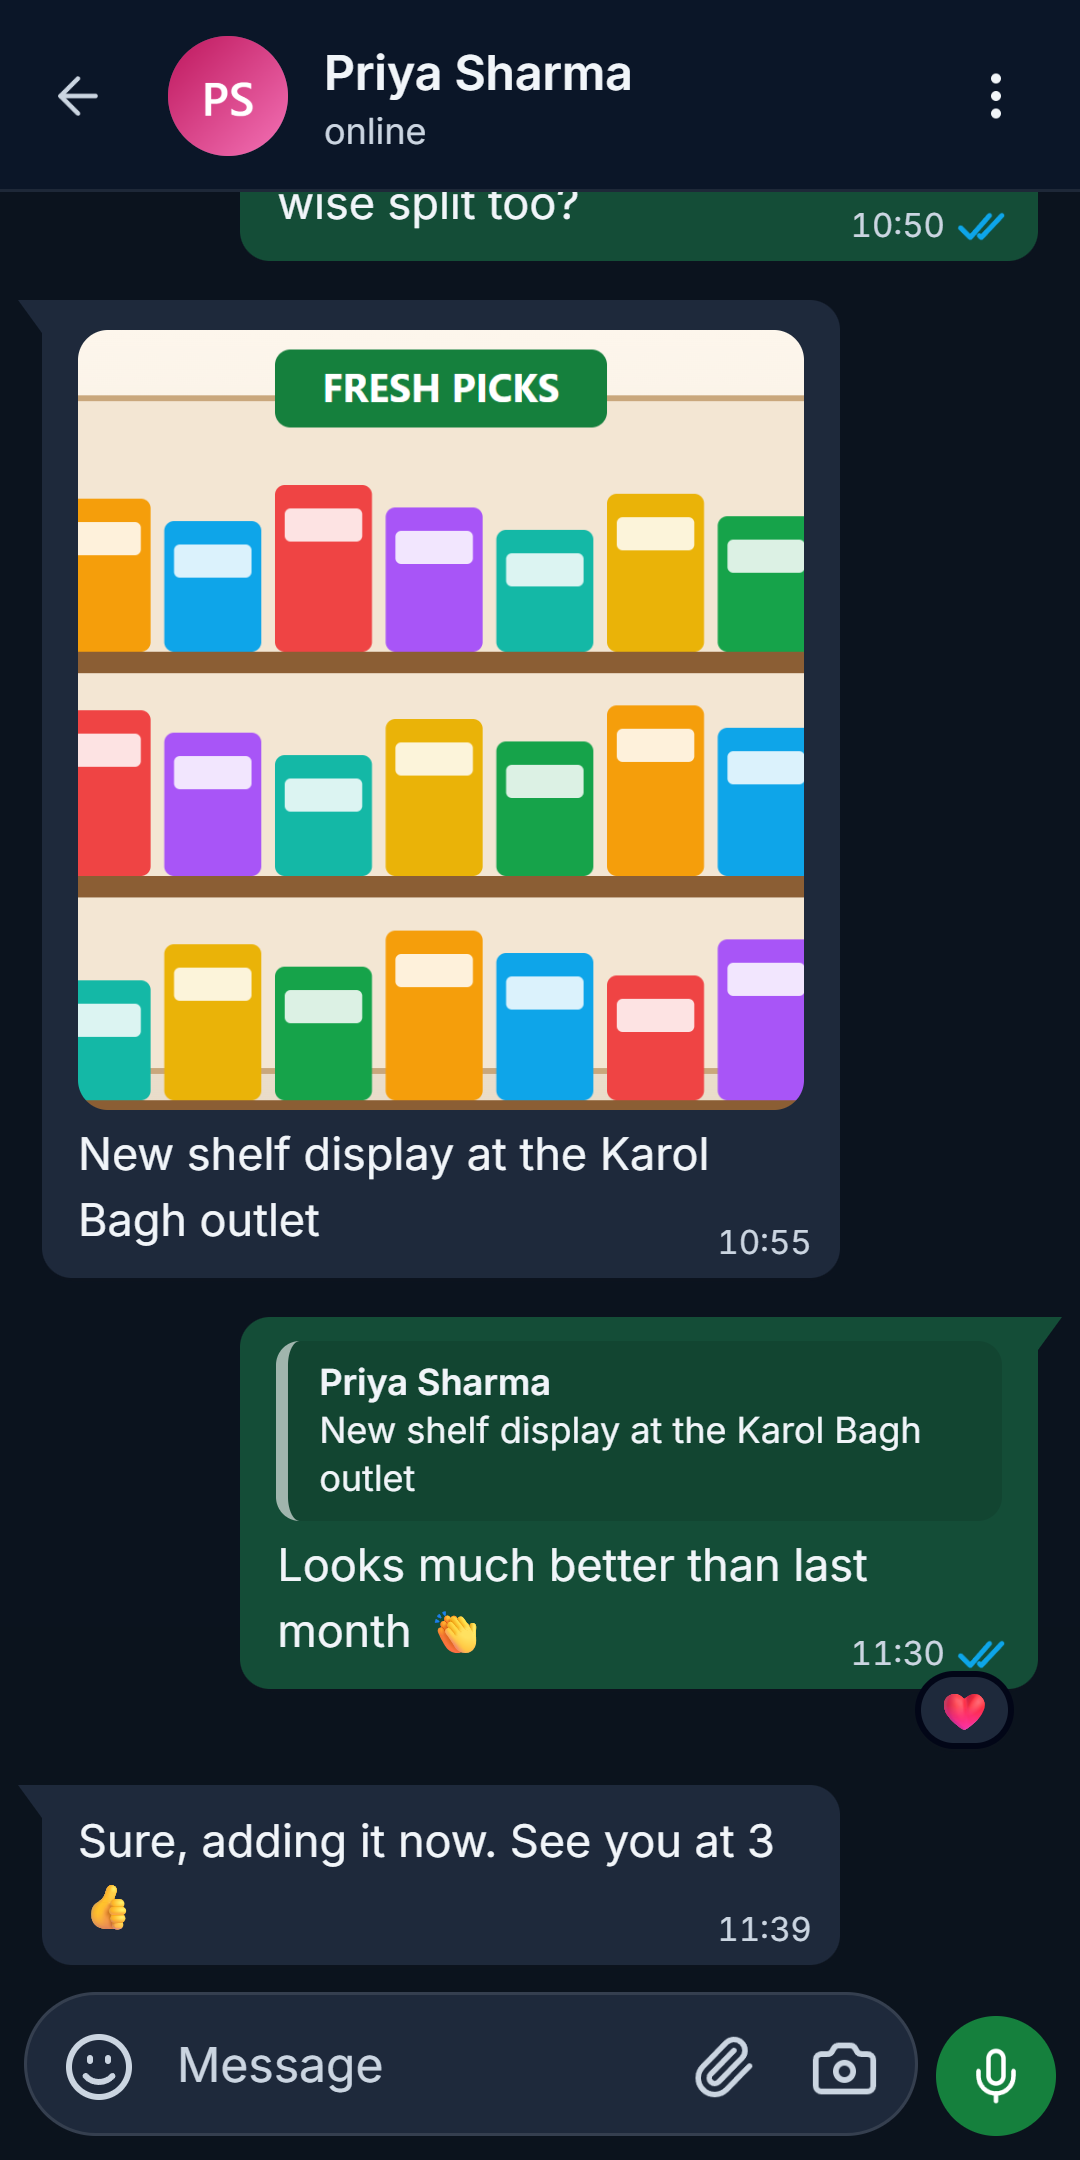 PS
Priya Sharma
online
wise split too?
10:50
FRESH PICKS
New shelf display at the Karol
Bagh outlet
10:55
Priya Sharma
New shelf display at the Karol Bagh
outlet
Looks much better than last
month 👏
11:30
❤️
Sure, adding it now. See you at 3
👍
11:39
Message